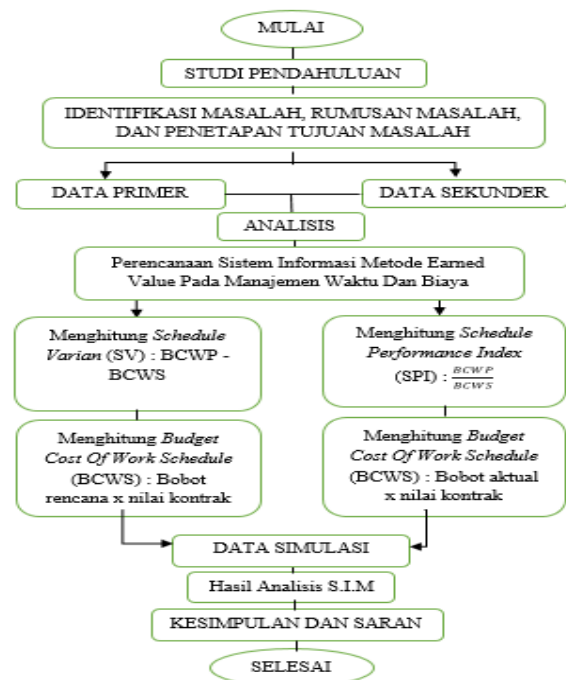 MULAI
STUDI PENDAHULUAN
IDENTIFIKASI MASALAH, RUMUSAN MASALAH,
DAN PENETAPAN TUJUAN MASALAH
DATA PRIMER
DATA SEKUNDER
ANALISIS
Perencanaan Sistem Informasi Metode Earned
Value Pada Manajemen Waktu Dan Biaya
Menghitung Schedule
Varian (SV) : BCWP -
BCWS
Menghitung Schedule
Performance Index
(SPI) : BCWP/BCWS
Menghitung Budget
Cost Of Work Schedule
(BCWS) : Bobot
rencana x nilai kontrak
Menghitung Budget
Cost Of Work Schedule
(BCWS) : Bobot aktual
x nilai kontrak
DATA SIMULASI
Hasil Analisis S.I.M
KESIMPULAN DAN SARAN
SELESAI